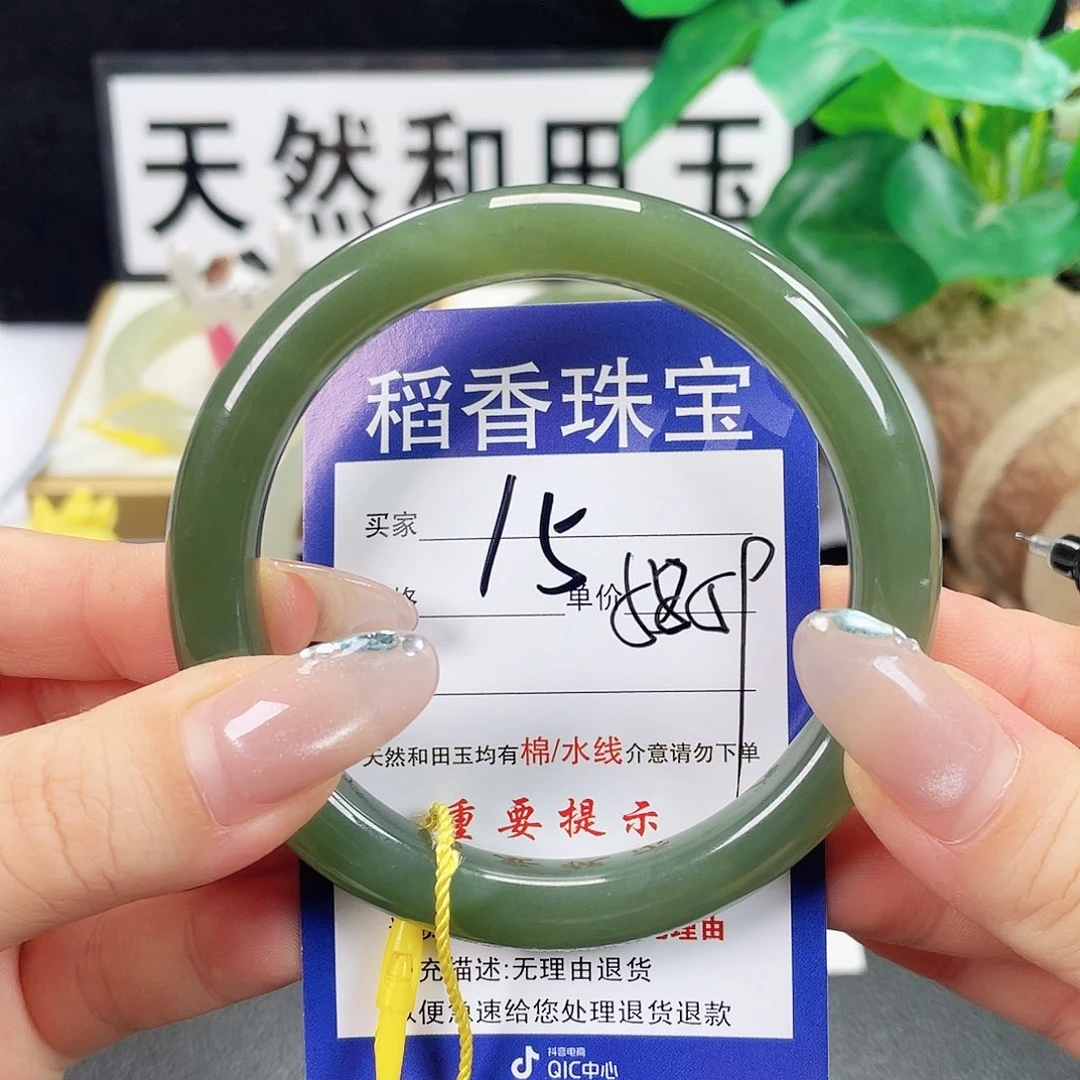 天然和田玉
稻香珠宝
买家
15
单价
天然和田玉均有棉/水线介意请勿下单
重要提示
理由
充描述:无理由退货
以便急速给您处理退货退款
抖音电商
QIC中心